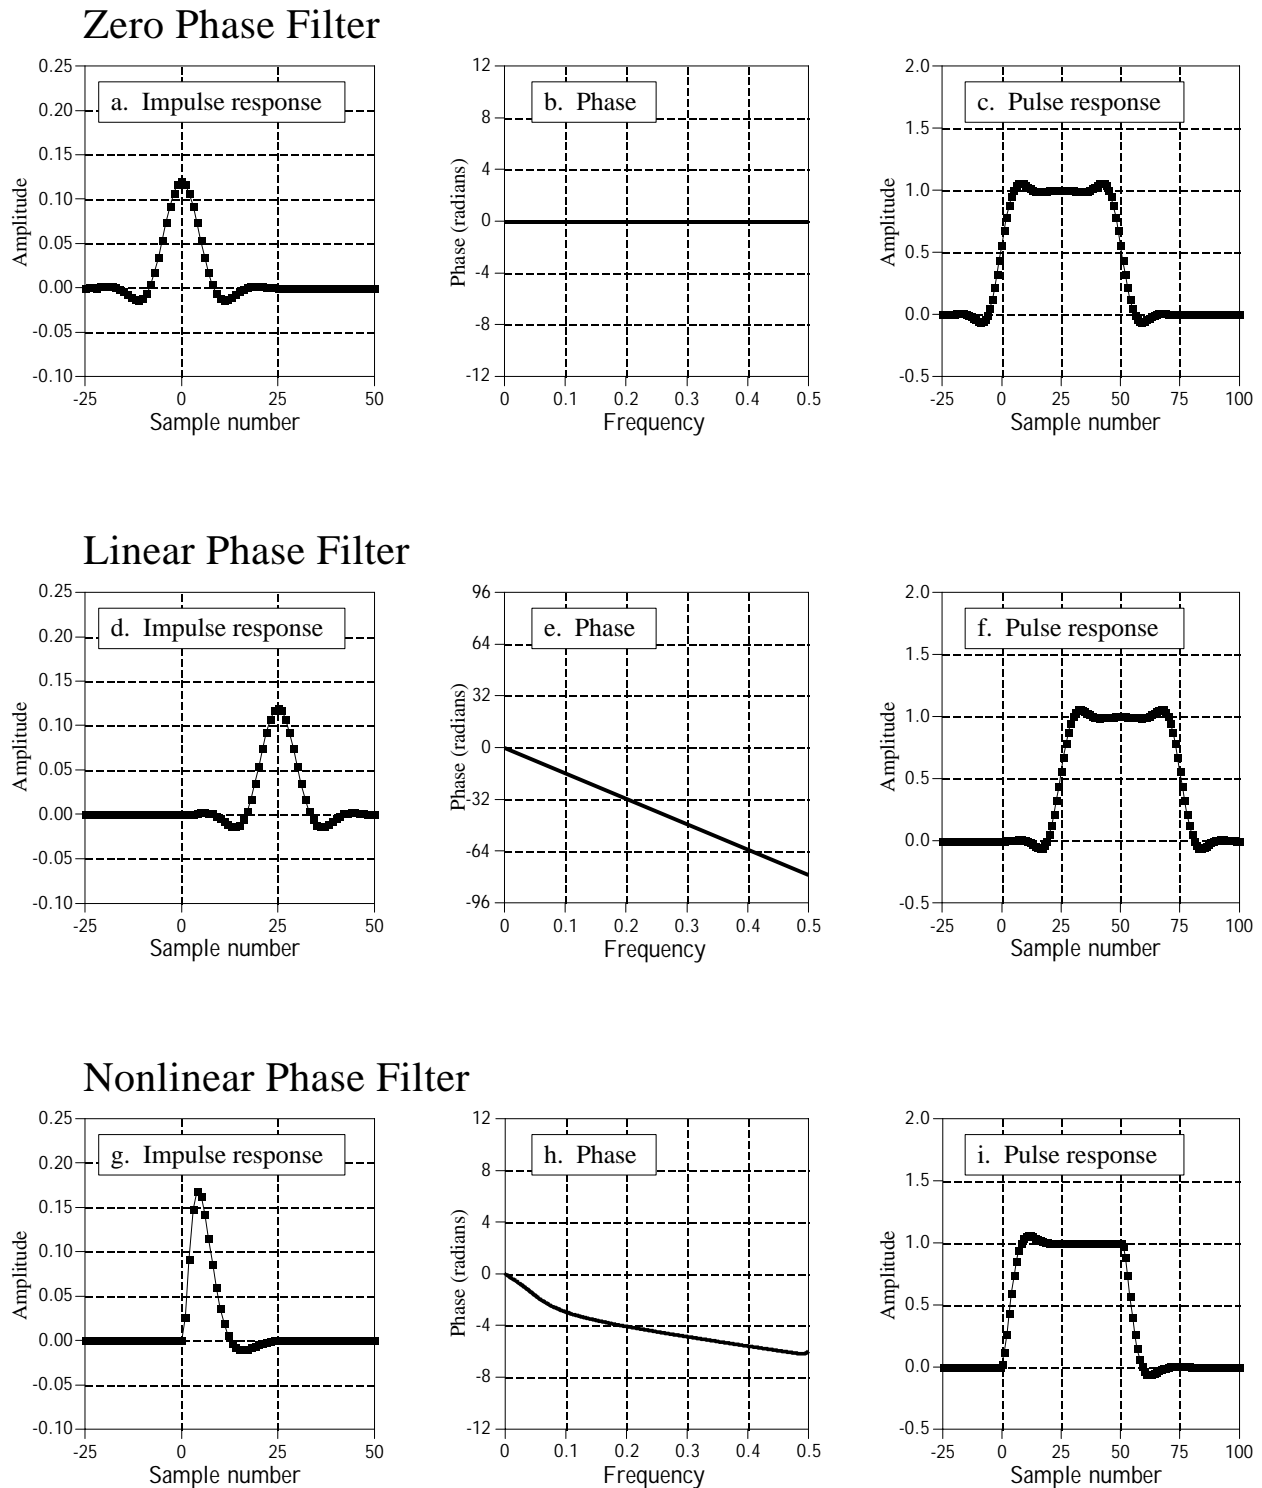 Zero Phase Filter
a. Impulse response
0.25
0.20
0.15
0.10
0.05
0.00
-0.05
-0.10
-25 0 25 50
Sample number
Amplitude
b. Phase
12
8
4
0
-4
-8
-12
0 0.1 0.2 0.3 0.4 0.5
Frequency
Phase (radians)
c. Pulse response
2.0
1.5
1.0
0.5
0.0
-0.5
-25 0 25 50 75 100
Sample number
Amplitude
Linear Phase Filter
d. Impulse response
0.25
0.20
0.15
0.10
0.05
0.00
-0.05
-0.10
-25 0 25 50
Sample number
Amplitude
e. Phase
96
64
32
0
-32
-64
-96
0 0.1 0.2 0.3 0.4 0.5
Frequency
Phase (radians)
f. Pulse response
2.0
1.5
1.0
0.5
0.0
-0.5
-25 0 25 50 75 100
Sample number
Amplitude
Nonlinear Phase Filter
g. Impulse response
0.25
0.20
0.15
0.10
0.05
0.00
-0.05
-0.10
-25 0 25 50
Sample number
Amplitude
h. Phase
12
8
4
0
-4
-8
-12
0 0.1 0.2 0.3 0.4 0.5
Frequency
Phase (radians)
i. Pulse response
2.0
1.5
1.0
0.5
0.0
-0.5
-25 0 25 50 75 100
Sample number
Amplitude